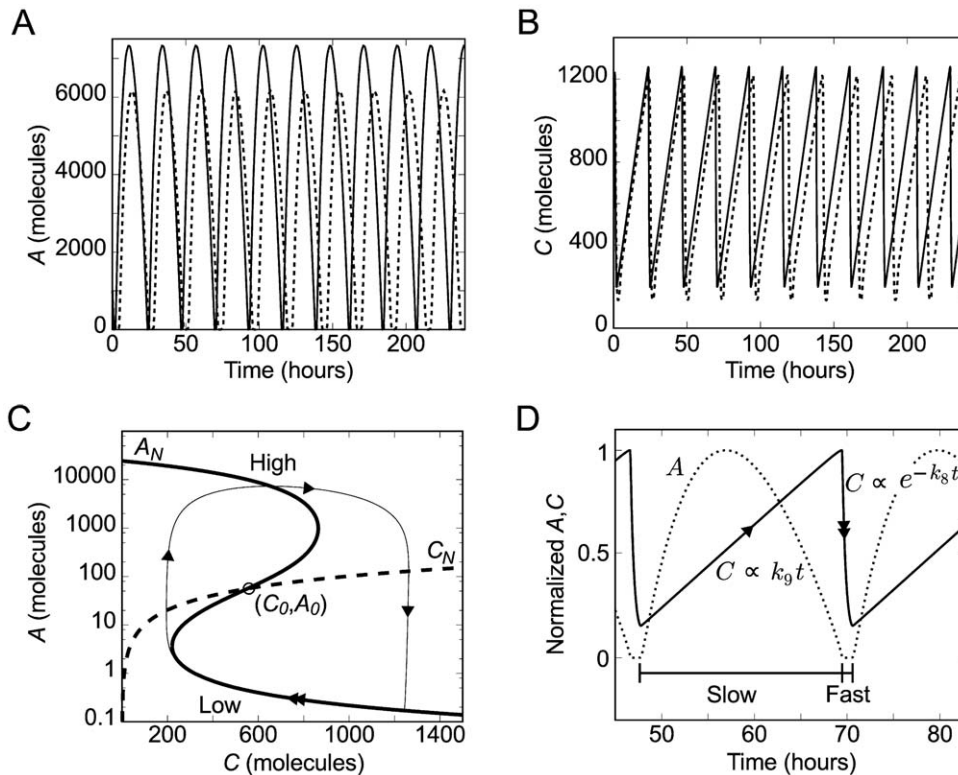 A
A (molecules)
6000
4000
2000
0
0 50 100 150 200
Time (hours)
B
C (molecules)
1200
800
400
0
0 50 100 150 200
Time (hours)
C
A (molecules)
10000
1000
100
10
1
0.1
200 600 1000 1400
C (molecules)
A_N
High
C_N
(C_0,A_0)
Low
D
Normalized A,C
1
0.5
0
A
C ∝ e^{-k_8t}
C ∝ k_9t
Slow
Fast
50 60 70 80
Time (hours)